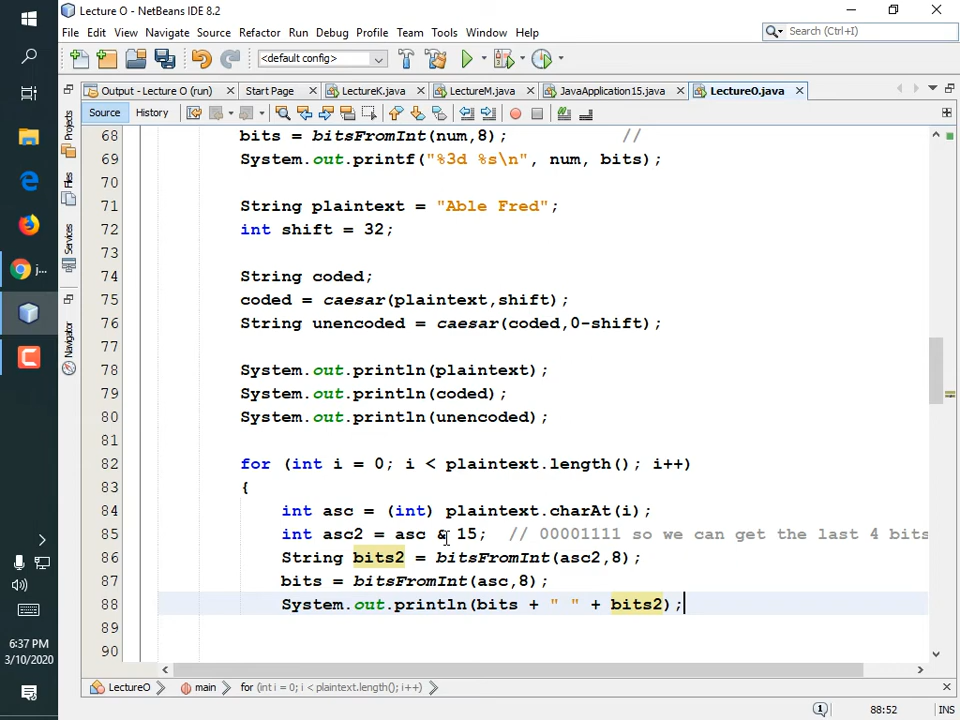 Lecture O - NetBeans IDE 8.2
File Edit View Navigate Source Refactor Run Debug Profile Team Tools Window Help
Search (Ctrl+I)
<default config>
Output - Lecture O (run) Start Page LectureK.java LectureM.java JavaApplication15.java LectureO.java
Source History
Projects
Files
Services
Navigator
68 bits = bitsFromInt(num,8); //
69 System.out.printf("%3d %s\n", num, bits);
70
71 String plaintext = "Able Fred";
72 int shift = 32;
73
74 String coded;
75 coded = caesar(plaintext,shift);
76 String unencoded = caesar(coded,0-shift);
77
78 System.out.println(plaintext);
79 System.out.println(coded);
80 System.out.println(unencoded);
81
82 for (int i = 0; i < plaintext.length(); i++)
83 {
84 int asc = (int) plaintext.charAt(i);
85 int asc2 = asc & 15; // 00001111 so we can get the last 4 bits
86 String bits2 = bitsFromInt(asc2,8);
87 bits = bitsFromInt(asc,8);
88 System.out.println(bits + " " + bits2);
89
90
LectureO main for (int i = 0; i < plaintext.length(); i++)
1 88:52 INS
j...
6:37 PM
3/10/2020